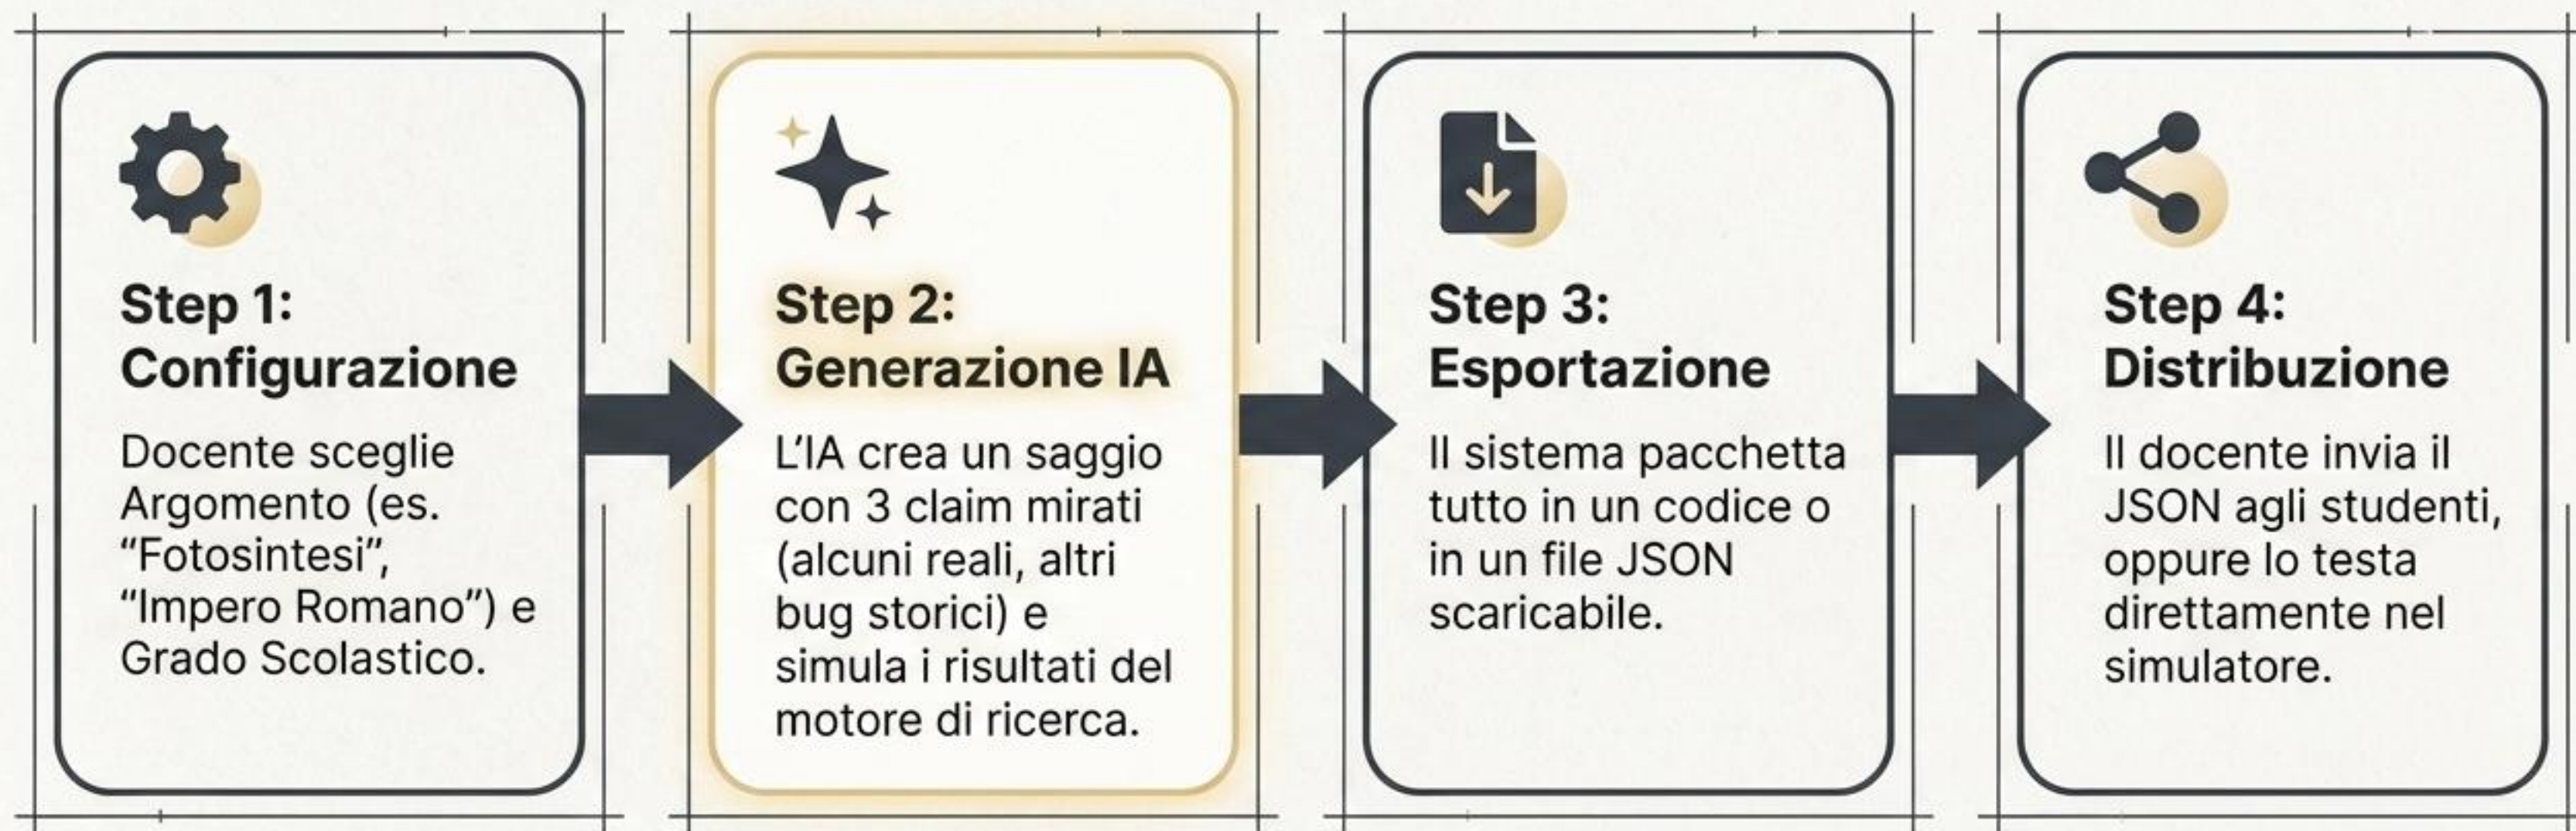 Step 1:
Configurazione
Docente sceglie
Argomento (es.
“Fotosintesi”,
“Impero Romano”) e
Grado Scolastico.
Step 2:
Generazione IA
L’IA crea un saggio
con 3 claim mirati
(alcuni reali, altri
bug storici) e
simula i risultati del
motore di ricerca.
Step 3:
Esportazione
Il sistema pacchetta
tutto in un codice o
in un file JSON
scaricabile.
Step 4:
Distribuzione
Il docente invia il
JSON agli studenti,
oppure lo testa
direttamente nel
simulatore.